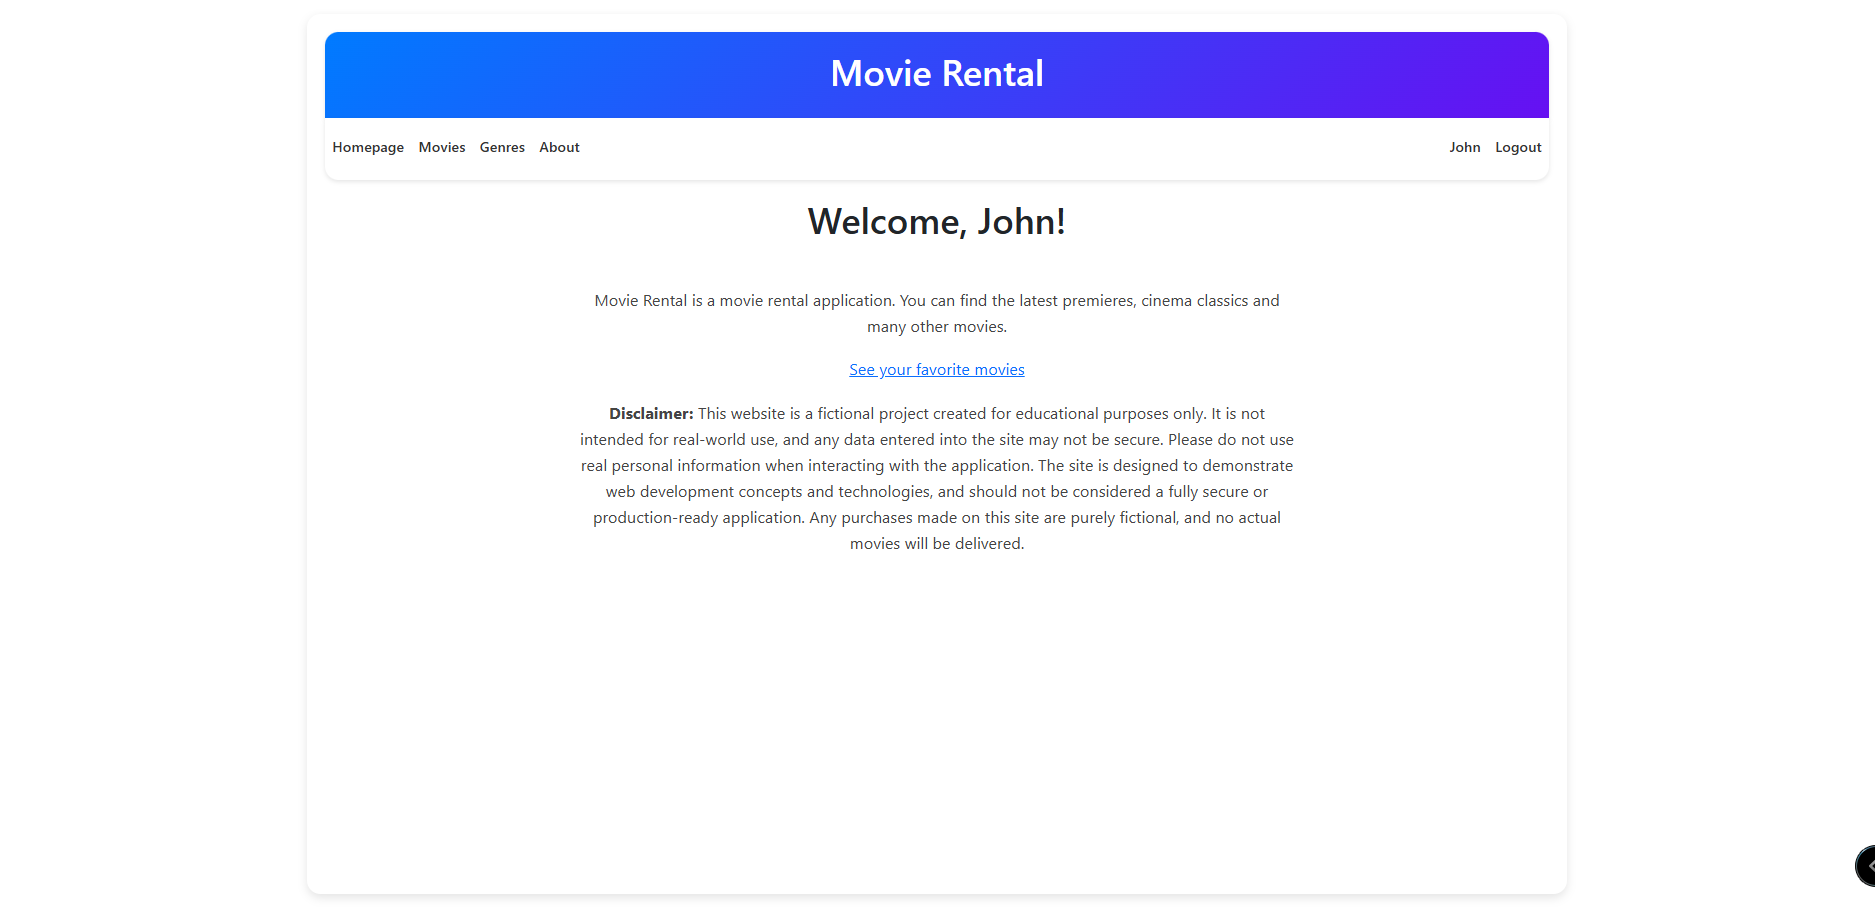 Movie Rental
Homepage Movies Genres About John Logout
Welcome, John!
Movie Rental is a movie rental application. You can find the latest premieres, cinema classics and
many other movies.
See your favorite movies
Disclaimer: This website is a fictional project created for educational purposes only. It is not
intended for real-world use, and any data entered into the site may not be secure. Please do not use
real personal information when interacting with the application. The site is designed to demonstrate
web development concepts and technologies, and should not be considered a fully secure or
production-ready application. Any purchases made on this site are purely fictional, and no actual
movies will be delivered.